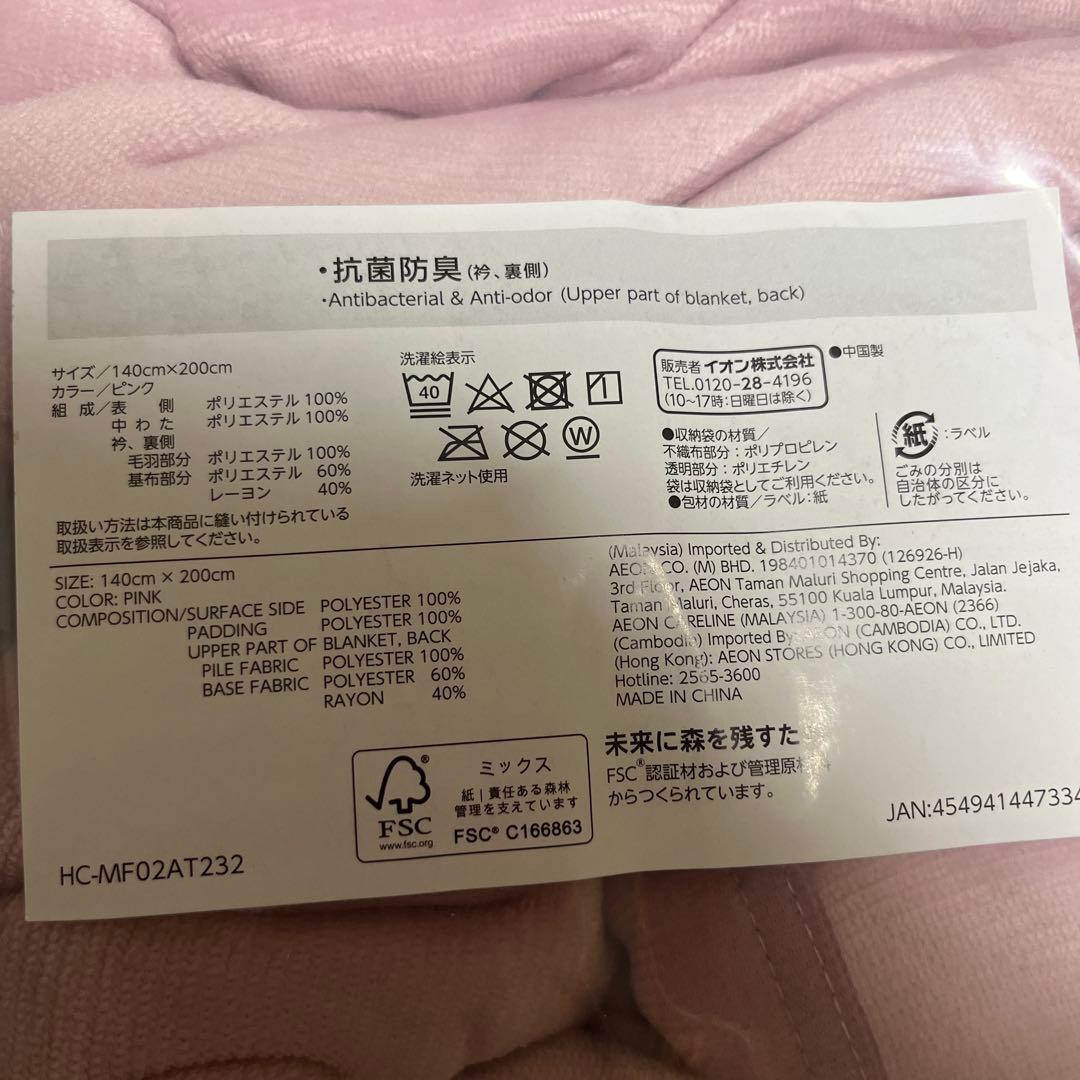 ・抗菌防臭(衿、裏側)
・Antibacterial & Anti-odor (Upper part of blanket, back)
サイズ／140cm×200cm
カラー／ピンク
組 成／表 側 ポリエステル 100%
中 わ た ポリエステル 100%
衿、裏側
毛羽部分 ポリエステル 100%
基布部分 ポリエステル 60%
レーヨン 40%
取扱い方法は本商品に縫い付けられている
取扱表示を参照してください。
洗濯絵表示
40
W
洗濯ネット使用
販売者 イオン株式会社
TEL.0120-28-4196
(10~17時:日曜日は除く)
●中国製
●収納袋の材質／
不織布部分：ポリプロピレン
透明部分：ポリエチレン
袋は収納袋としてご利用ください。
●包材の材質／ラベル：紙
紙：ラベル
ごみの分別は
自治体の区分に
したがってください。
SIZE: 140cm × 200cm
COLOR: PINK
COMPOSITION/SURFACE SIDE POLYESTER 100%
PADDING POLYESTER 100%
UPPER PART OF BLANKET, BACK
PILE FABRIC POLYESTER 100%
BASE FABRIC POLYESTER 60%
RAYON 40%
(Malaysia) Imported & Distributed By:
AEON CO. (M) BHD. 198401014370 (126926-H)
3rd Floor, AEON Taman Maluri Shopping Centre, Jalan Jejaka,
Taman Maluri, Cheras, 55100 Kuala Lumpur, Malaysia.
AEON CARELINE (MALAYSIA) 1-300-80-AEON (2366)
(Cambodia) Imported By: AEON (CAMBODIA) CO., LTD.
(Hong Kong): AEON STORES (HONG KONG) CO., LIMITED
Hotline: 2565-3600
MADE IN CHINA
FSC®
www.fsc.org
ミックス
紙｜責任ある森林
管理を支えています
FSC® C166863
未来に森を残すた
FSC®認証材および管理原材料
からつくられています。
HC-MF02AT232
JAN:454941447334